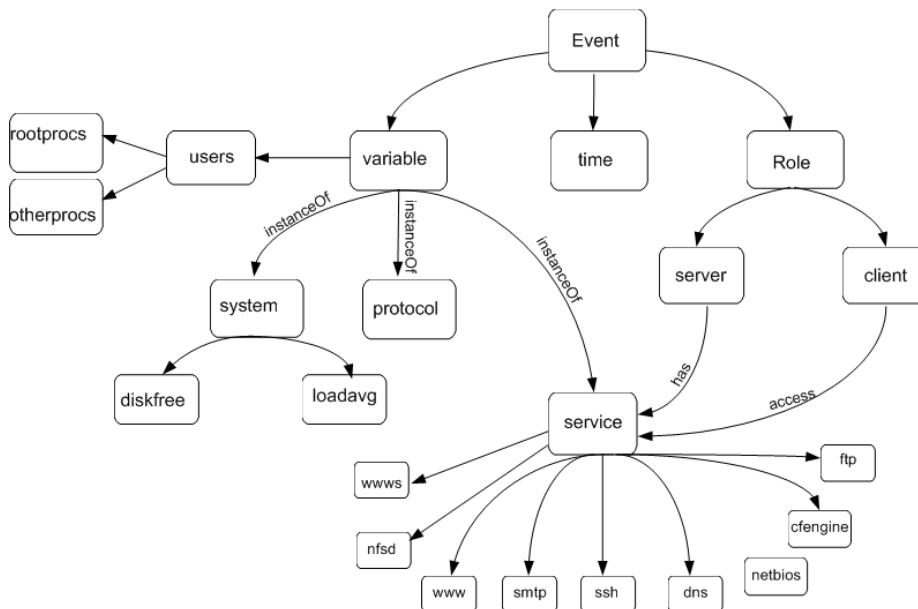 Event
rootprocs
users
variable
time
Role
otherprocs
instanceOf
instanceOf
instanceOf
server
client
system
protocol
has
access
diskfree
loadavg
service
wwws
ftp
nfsd
cfengine
netbios
www
smtp
ssh
dns